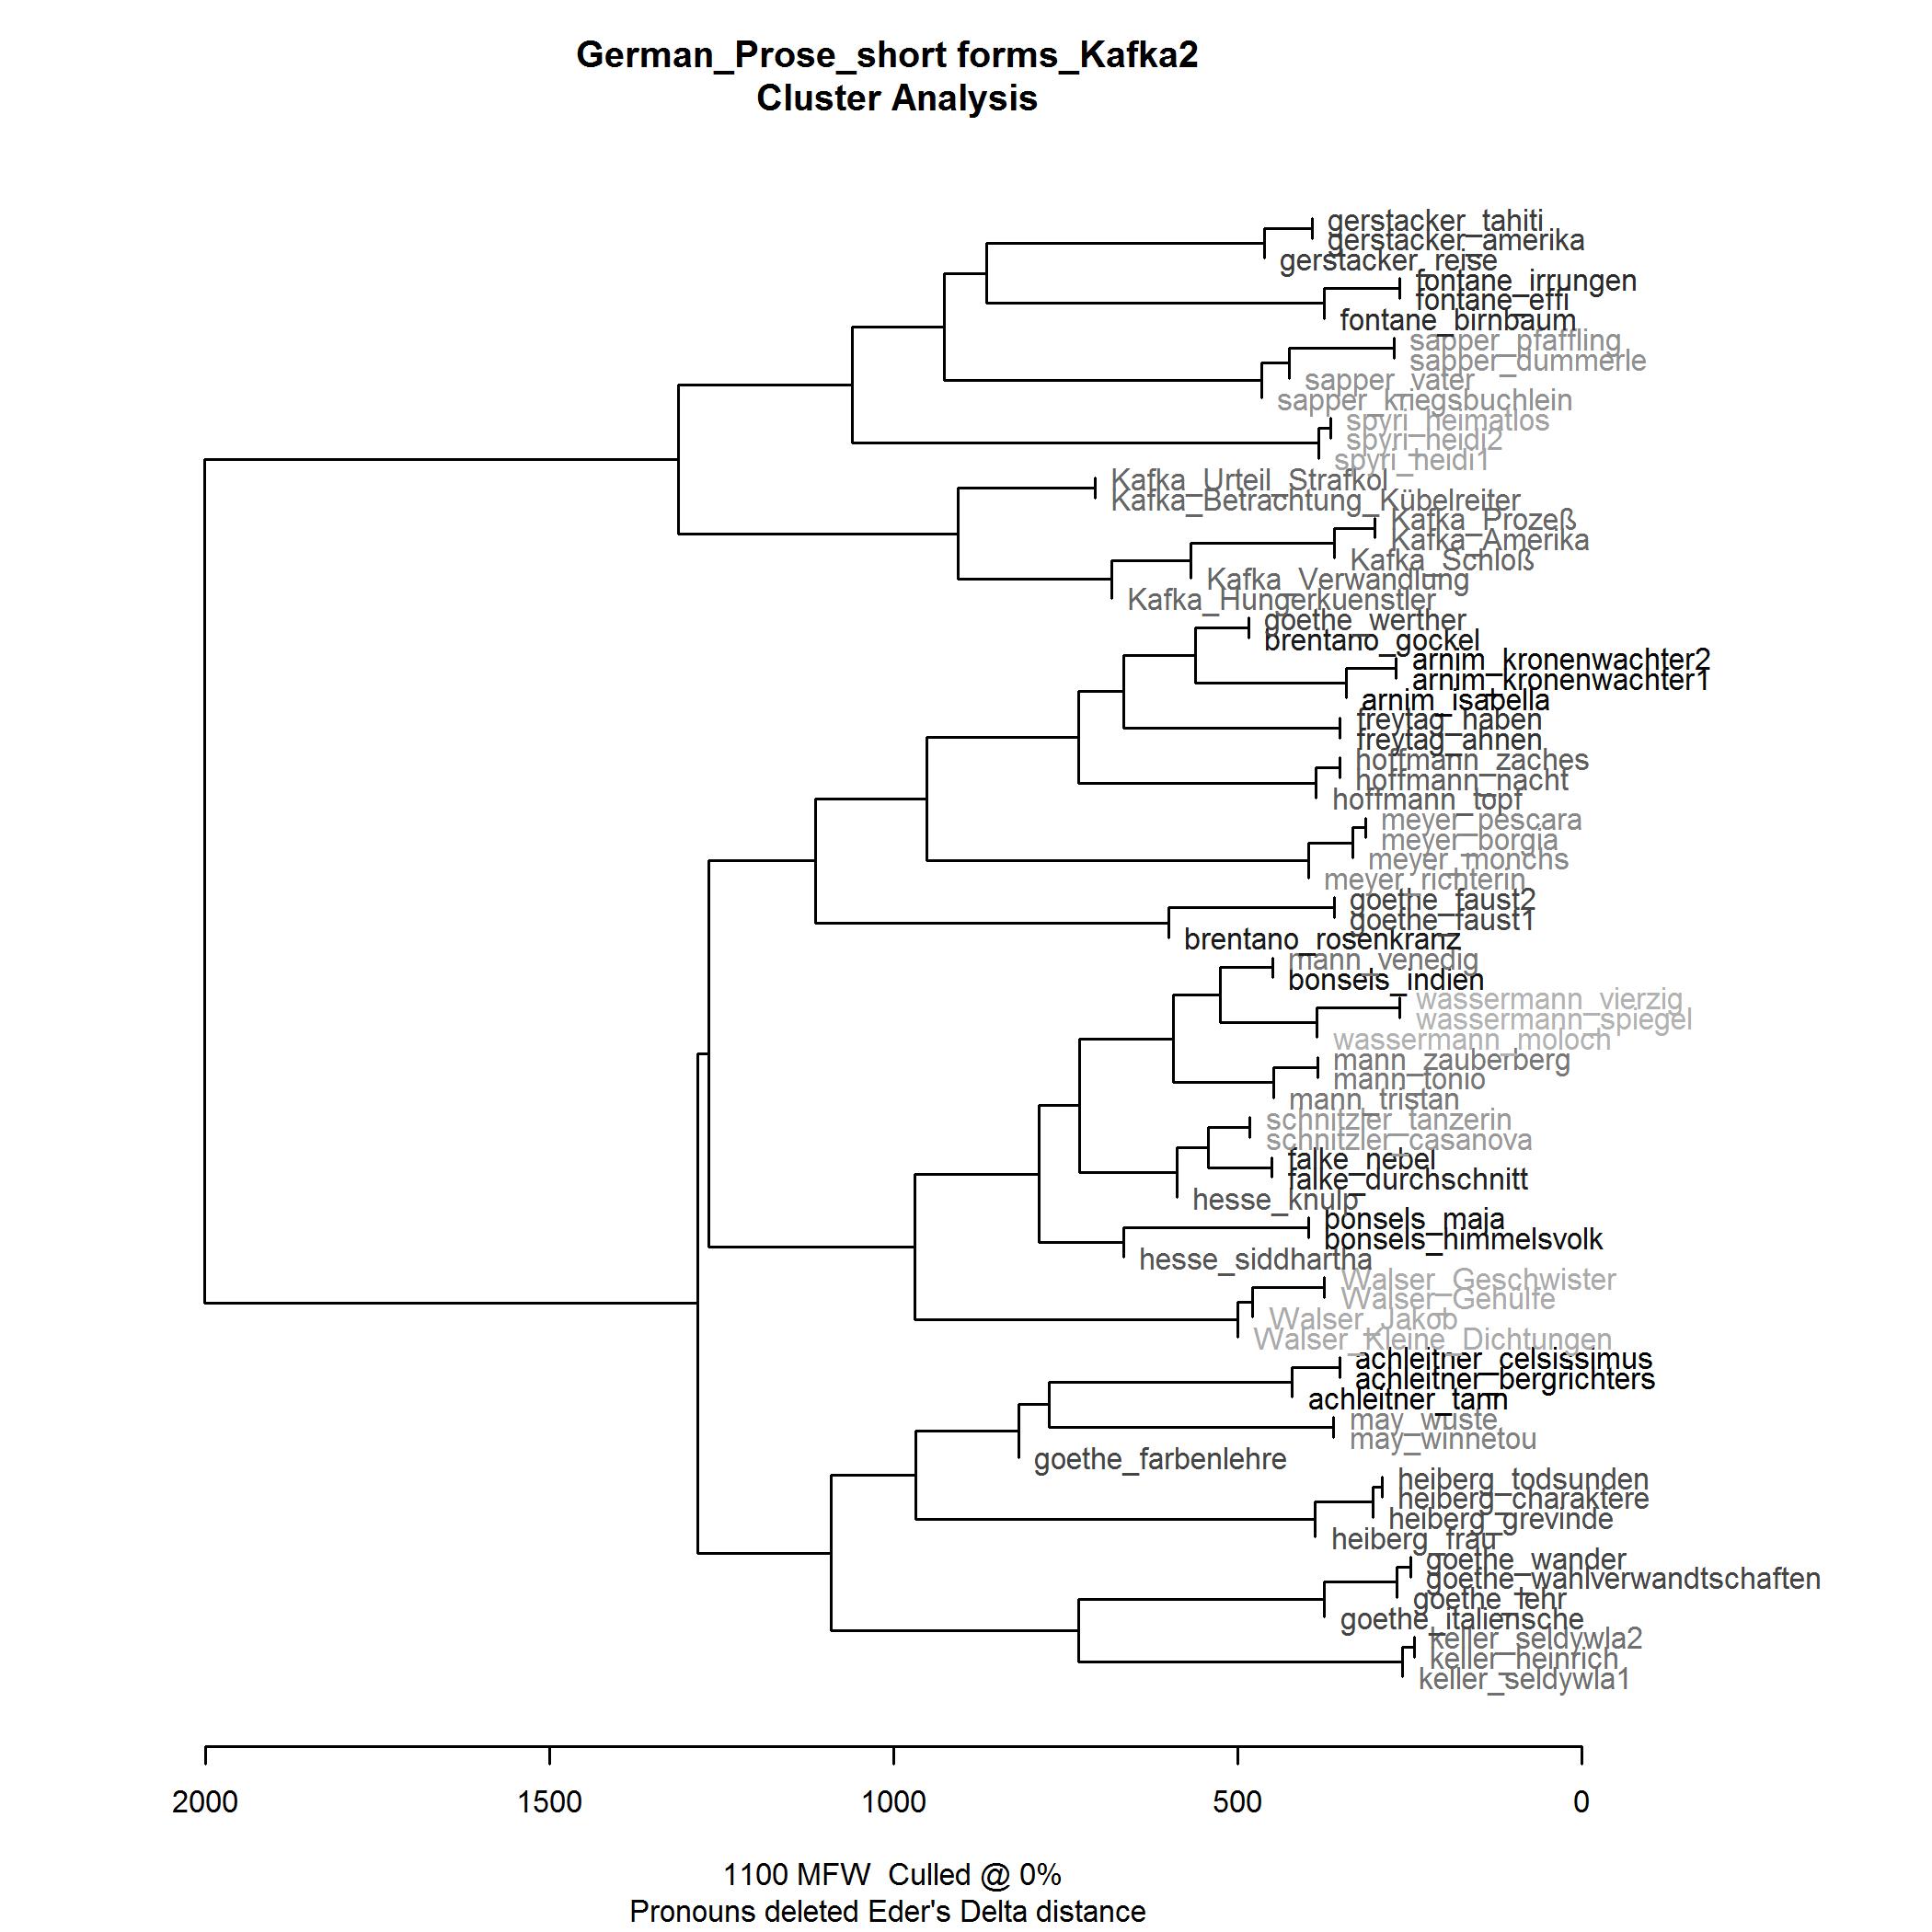 German_Prose_short forms_Kafka2
Cluster Analysis
gerstacker_tahiti
gerstacker_amerika
gerstacker_reise
fontane_irrungen
fontane_effi
fontane_birnbaum
sapper_pfaffling
sapper_dummerle
sapper_vater
sapper_kriegsbuchlein
spyri_heimatlos
spyri_heidi2
spyri_heidi1
Kafka_Urteil_Strafkol
Kafka_Betrachtung_Kübelreiter
Kafka_Prozeß
Kafka_Amerika
Kafka_Schloß
Kafka_Verwandlung
Kafka_Hungerkuenstler
goethe_werther
brentano_gockel
arnim_kronenwachter2
arnim_kronenwachter1
arnim_isabella
freytag_haben
freytag_ahnen
hoffmann_zaches
hoffmann_nacht
hoffmann_topf
meyer_pescara
meyer_borgia
meyer_monchs
meyer_richterin
goethe_faust2
goethe_faust1
brentano_rosenkranz
mann_venedig
bonsels_indien
wassermann_vierzig
wassermann_spiegel
wassermann_moloch
mann_zauberberg
mann_tonio
mann_tristan
schnitzler_tanzerin
schnitzler_casanova
falke_nebel
falke_durchschnitt
hesse_knulp
bonsels_maja
bonsels_himmelsvolk
hesse_siddhartha
Walser_Geschwister
Walser_Gehülfe
Walser_Jakob
Walser_Kleine_Dichtungen
achleitner_celsissimus
achleitner_bergrichters
achleitner_tann
may_wuste
may_winnetou
goethe_farbenlehre
heiberg_todsunden
heiberg_charaktere
heiberg_grevinde
heiberg_frau
goethe_wander
goethe_wahlverwandtschaften
goethe_lehr
goethe_italiensche
keller_seldywla2
keller_heinrich
keller_seldywla1
2000 1500 1000 500 0
1100 MFW Culled @ 0%
Pronouns deleted Eder's Delta distance